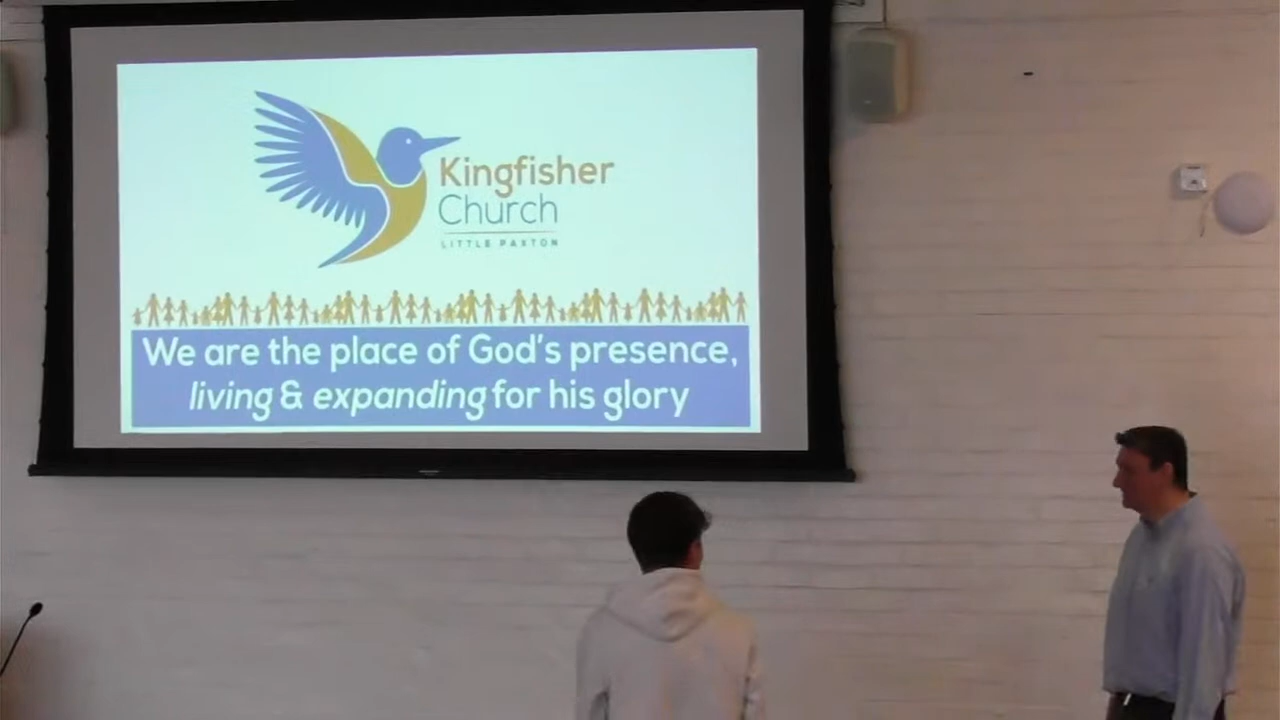 Kingfisher
Church
LITTLE PAXTON
We are the place of God's presence,
living & expanding for his glory